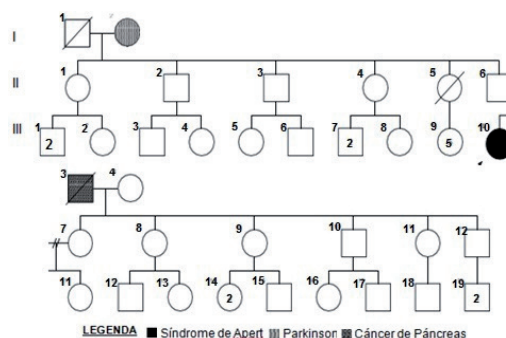 I
1
II
1 2 3 4 5 6
III
1 2 3 4 5 6 7 8 9 10
2 2 5
3 4
7 8 9 10 11 12
11 12 13 14 15 16 17 18 19
2 2
LEGENDA Síndrome de Apert Parkinson Cáncer de Páncreas